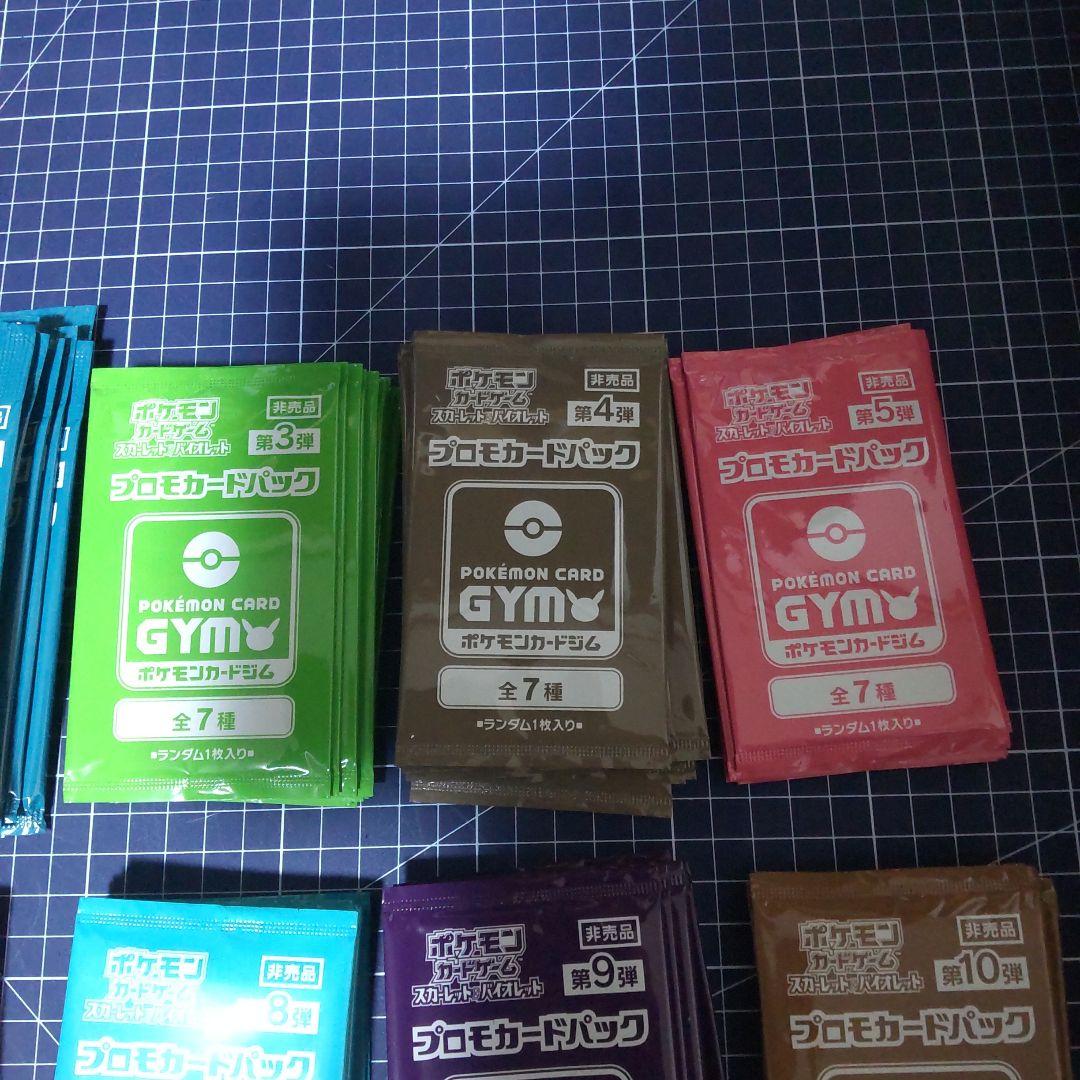 ポケモン
カードゲーム
スカーレット&バイオレット
非売品
第3弾
プロモカードパック
POKÉMON CARD
GYM
ポケモンカードジム
全7種
■ランダム1枚入り■
ポケモン
カードゲーム
スカーレット&バイオレット
非売品
第4弾
プロモカードパック
POKÉMON CARD
GYM
ポケモンカードジム
全7種
■ランダム1枚入り■
ポケモン
カードゲーム
スカーレット&バイオレット
非売品
第5弾
プロモカードパック
POKÉMON CARD
GYM
ポケモンカードジム
全7種
■ランダム1枚入り■
ポケモン
カードゲーム
スカーレット&バイオレット
非売品
8弾
プロモカードパック
ポケモン
カードゲーム
スカーレット&バイオレット
非売品
第9弾
プロモカードパック
ポケモン
カードゲーム
スカーレット&バイオレット
非売品
第10弾
プロモカードパック